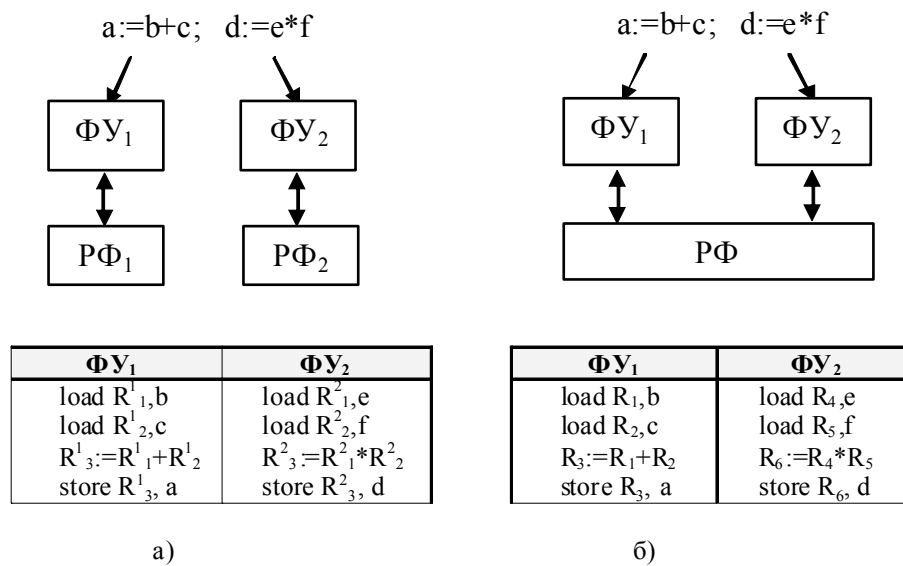 a:=b+c; d:=e*f
a:=b+c; d:=e*f
ФУ₁ ФУ₂
ФУ₁ ФУ₂
РФ₁ РФ₂
РФ
ФУ₁ ФУ₂
load R¹₁,b load R²₁,e
load R¹₂,c load R²₂,f
R¹₃:=R¹₁+R¹₂ R²₃:=R²₁*R²₂
store R¹₃, a store R²₃, d
ФУ₁ ФУ₂
load R₁,b load R₄,e
load R₂,c load R₅,f
R₃:=R₁+R₂ R₆:=R₄*R₅
store R₃, a store R₆, d
а) б)